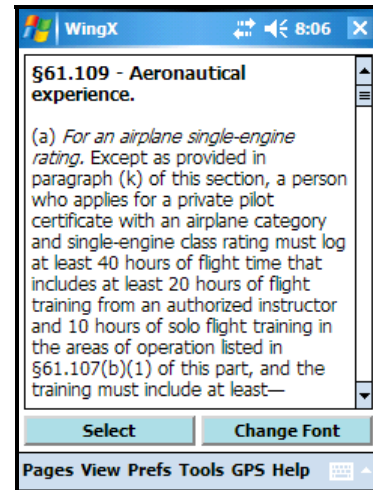 WingX 8:06
§61.109 - Aeronautical
experience.
(a) For an airplane single-engine
rating. Except as provided in
paragraph (k) of this section, a person
who applies for a private pilot
certificate with an airplane category
and single-engine class rating must log
at least 40 hours of flight time that
includes at least 20 hours of flight
training from an authorized instructor
and 10 hours of solo flight training in
the areas of operation listed in
§61.107(b)(1) of this part, and the
training must include at least—
Select Change Font
Pages View Prefs Tools GPS Help